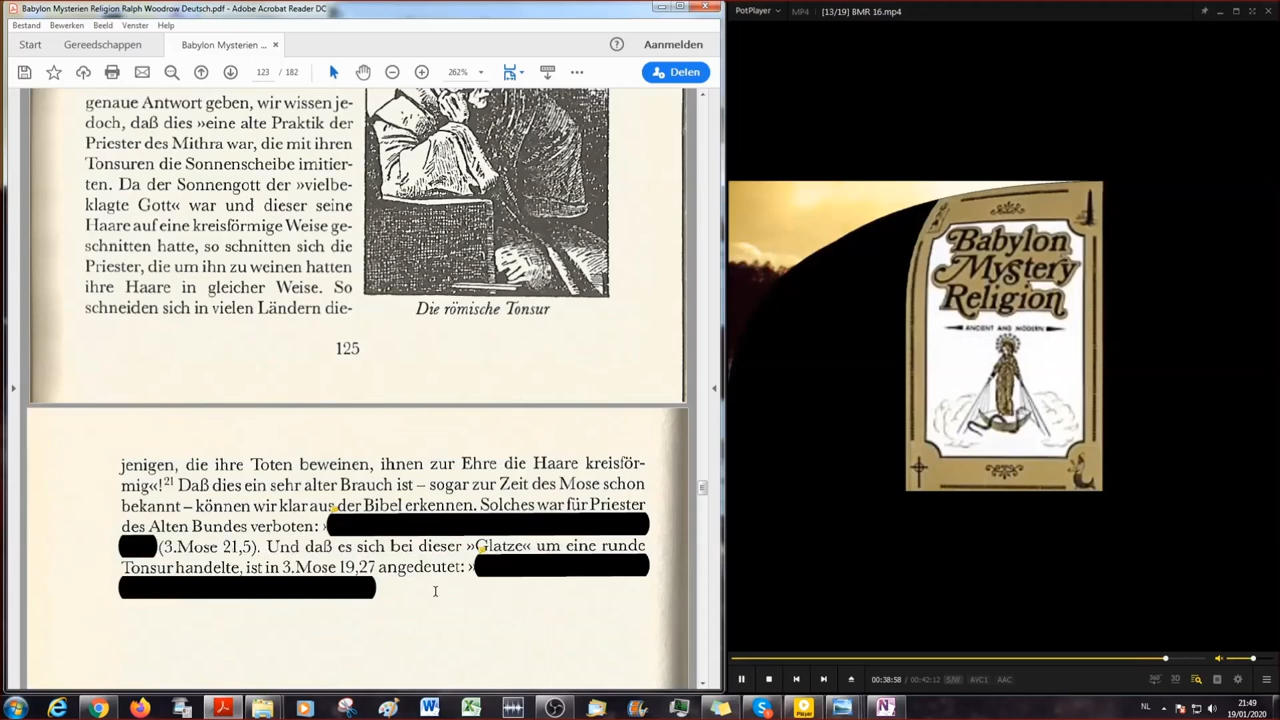 Babylon Mysterien Religion Ralph Woodrow Deutsch.pdf - Adobe Acrobat Reader DC
Bestand Bewerken Beeld Venster Help
Start Gereedschappen Babylon Mysterien ... × Aanmelden
123 / 182 262% Delen
genaue Antwort geben, wir wissen je-
doch, daß dies »eine alte Praktik der
Priester des Mithra war, die mit ihren
Tonsuren die Sonnenscheibe imitier-
ten. Da der Sonnengott der »vielbe-
klagte Gott« war und dieser seine
Haare auf eine kreisförmige Weise ge-
schnitten hatte, so schnitten sich die
Priester, die um ihn zu weinen hatten
ihre Haare in gleicher Weise. So
schneiden sich in vielen Ländern die-
Die römische Tonsur
125
jenigen, die ihre Toten beweinen, ihnen zur Ehre die Haare kreisför-
mig«!²¹ Daß dies ein sehr alter Brauch ist – sogar zur Zeit des Mose schon
bekannt – können wir klar aus der Bibel erkennen. Solches war für Priester
des Alten Bundes verboten: ›
(3.Mose 21,5). Und daß es sich bei dieser »Glatze« um eine runde
Tonsur handelte, ist in 3.Mose 19,27 angedeutet: ›
PotPlayer MP4 [13/19] BMR 16.mp4
Babylon
Mystery
Religion
ANCIENT AND MODERN
00:38:58 / 00:42:12 S/W AVC1 AAC
360° 3D
NL 21:49
19/01/2020